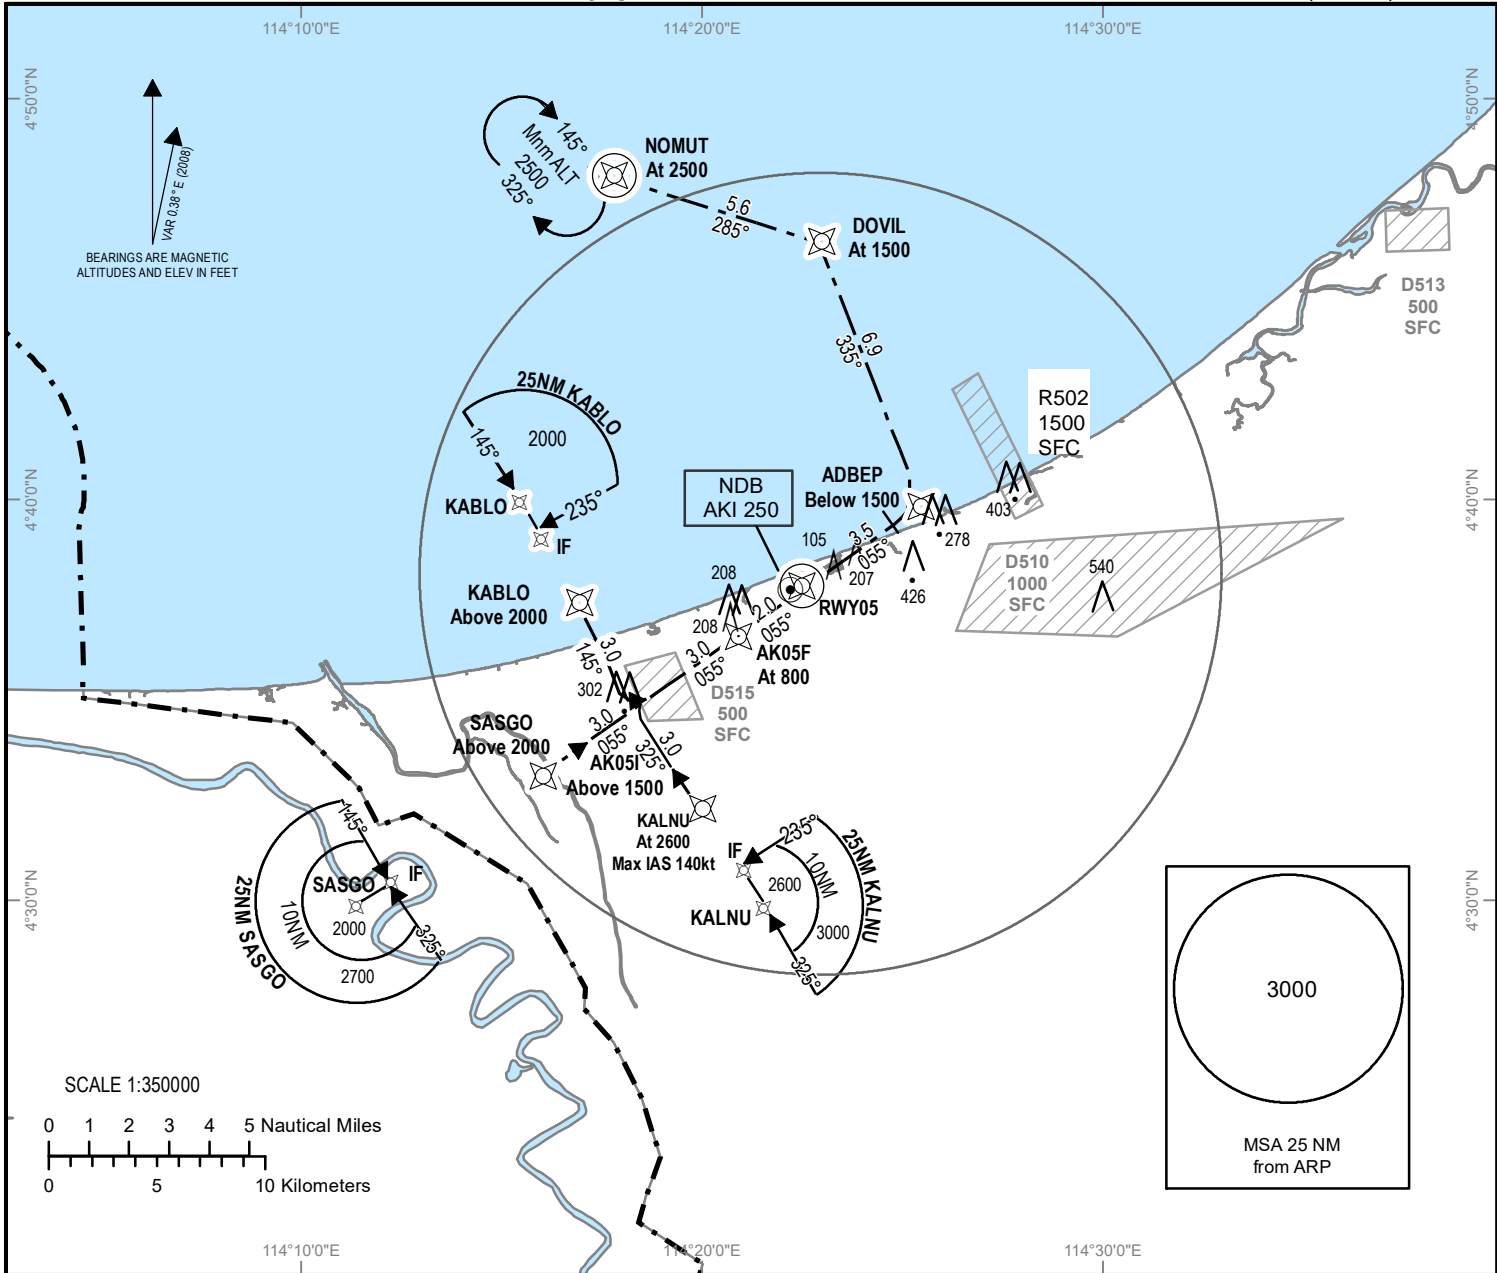 114°10'0"E
114°20'0"E
114°30'0"E
4°50'0"N
4°50'0"N
VAR 0.38° E (2008)
BEARINGS ARE MAGNETIC
ALTITUDES AND ELEV IN FEET
145°
Mnm ALT
2500
325°
NOMUT
At 2500
5.6
285°
DOVIL
At 1500
6.9
335°
D513
500
SFC
25NM KABLO
2000
145°
235°
KABLO
IF
R502
1500
SFC
403
4°40'0"N
4°40'0"N
NDB
AKI 250
ADBEP
Below 1500
278
3.5
055°
105
207
426
D510
1000
SFC
540
KABLO
Above 2000
208
208
2.0
055°
RWY05
AK05F
At 800
3.0
145°
3.0
055°
302
D515
500
SFC
SASGO
Above 2000
3.0
055°
AK05I
Above 1500
3.0
325°
KALNU
At 2600
Max IAS 140kt
145°
IF
SASGO
25NM SASGO
10NM
2000
2700
325°
235°
IF
10NM
25NM KALNU
2600
KALNU
3000
325°
4°30'0"N
4°30'0"N
SCALE 1:350000
0 1 2 3 4 5 Nautical Miles
0 5 10 Kilometers
3000
MSA 25 NM
from ARP
114°10'0"E
114°20'0"E
114°30'0"E